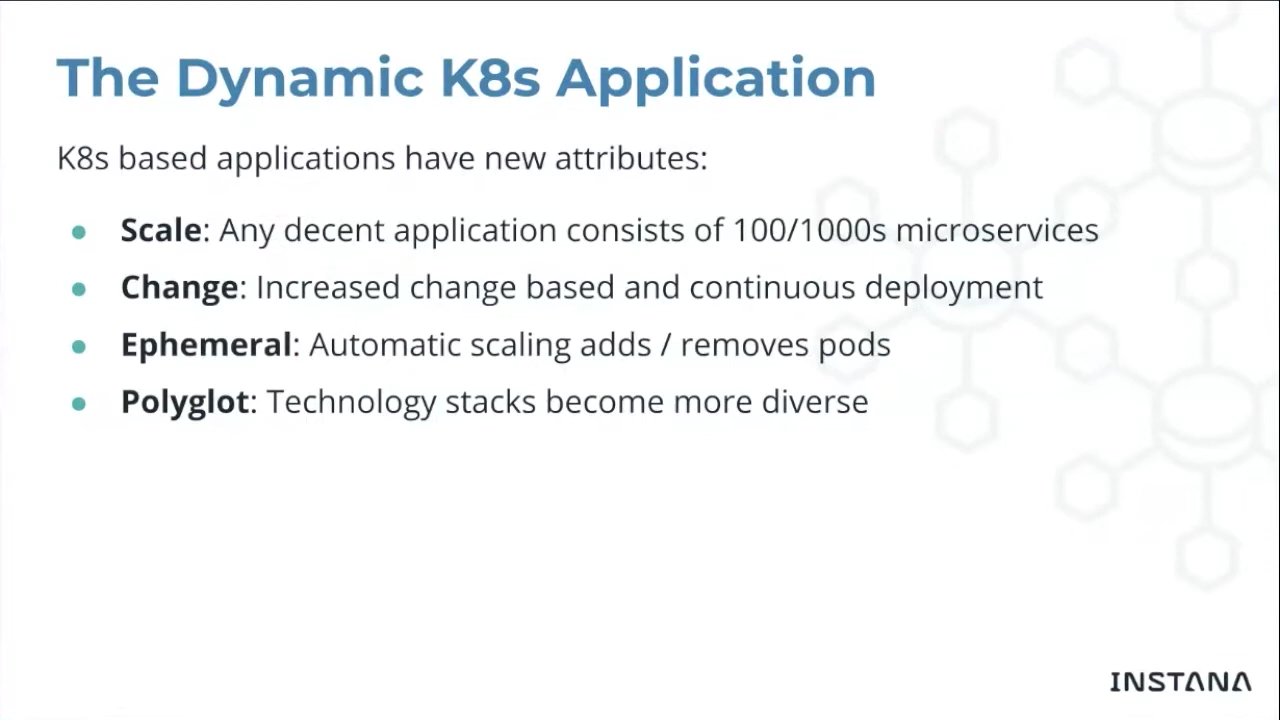 The Dynamic K8s Application
K8s based applications have new attributes:
● Scale: Any decent application consists of 100/1000s microservices
● Change: Increased change based and continuous deployment
● Ephemeral: Automatic scaling adds / removes pods
● Polyglot: Technology stacks become more diverse
INSTANA